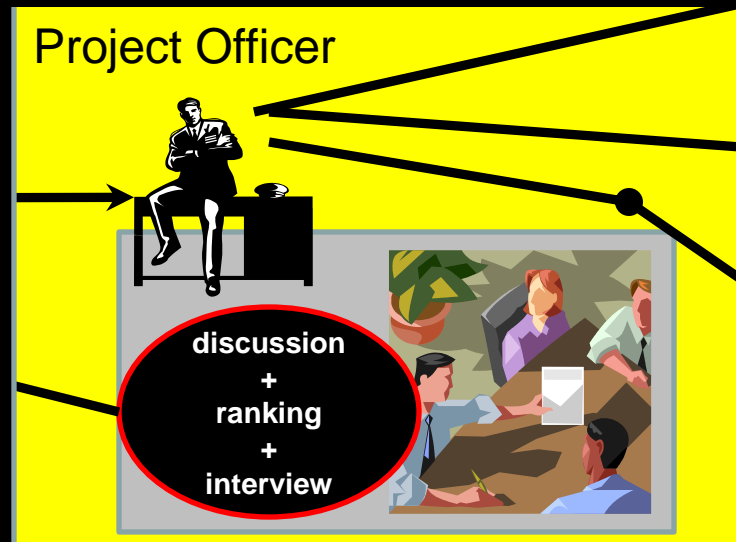 Project Officer
discussion
+
ranking
+
interview